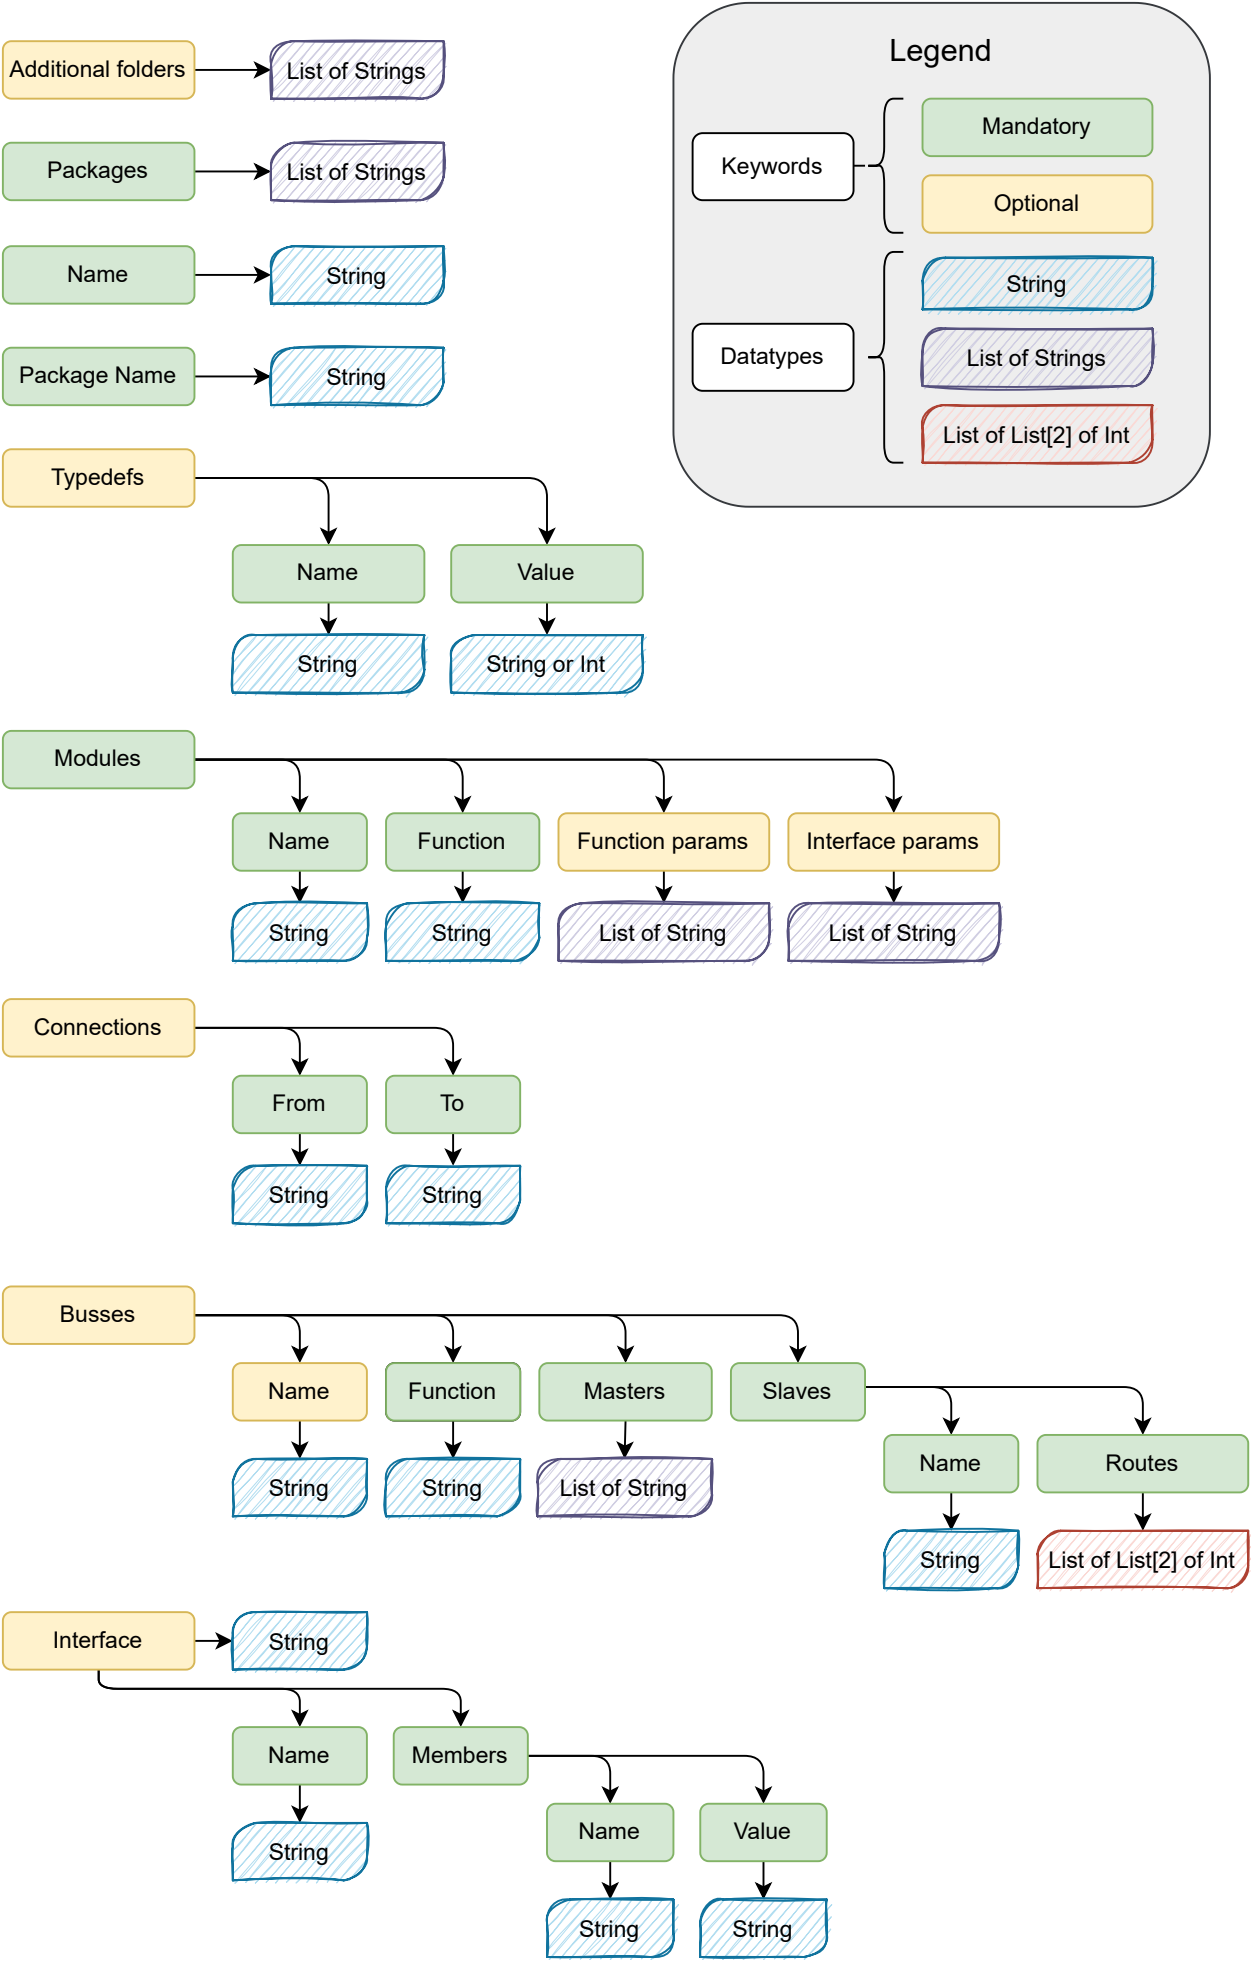 Legend
Additional folders
List of Strings
Packages
List of Strings
Name
String
Package Name
String
Keywords
Mandatory
Optional
Datatypes
String
List of Strings
List of List[2] of Int
Typedefs
Name
Value
String
String or Int
Modules
Name
Function
Function params
Interface params
String
String
List of String
List of String
Connections
From
To
String
String
Busses
Name
Function
Masters
Slaves
String
String
List of String
Name
Routes
String
List of List[2] of Int
Interface
String
Name
Members
String
Name
Value
String
String